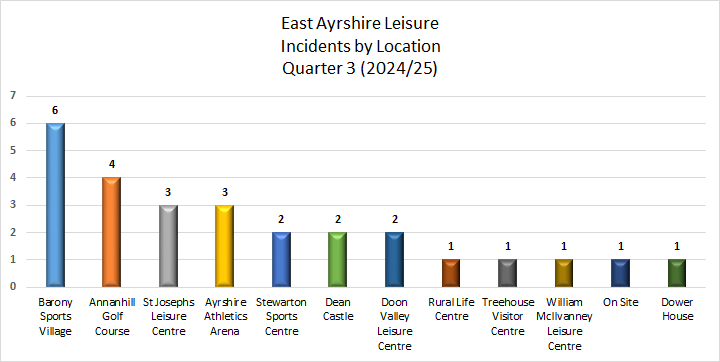 East Ayrshire Leisure
Incidents by Location
Quarter 3 (2024/25)
7
6
5
4
3
2
1
0
6
4
3
3
2
2
2
1
1
1
1
1
Barony
Sports
Village
Annanhill
Golf
Course
St Josephs
Leisure
Centre
Ayrshire
Athletics
Arena
Stewarton
Sports
Centre
Dean
Castle
Doon
Valley
Leisure
Centre
Rural Life
Centre
Treehouse
Visitor
Centre
William
McIlvanney
Leisure
Centre
On Site
Dower
House